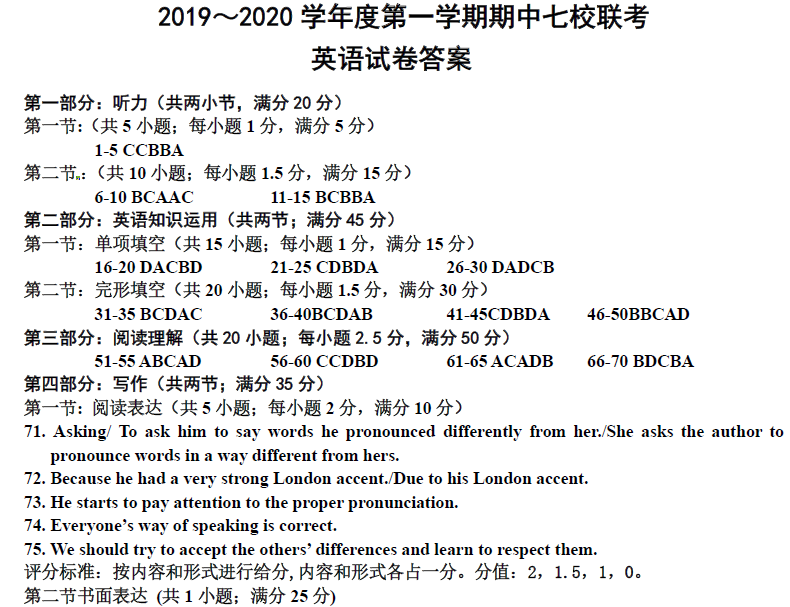 2019～2020 学年度第一学期期中七校联考
英语试卷答案
第一部分：听力（共两小节，满分 20 分）
第一节：（共 5 小题；每小题 1 分，满分 5 分）
1-5 CCBBA
第二节：（共 10 小题；每小题 1.5 分，满分 15 分）
6-10 BCAAC 11-15 BCBBA
第二部分：英语知识运用（共两节；满分 45 分）
第一节：单项填空（共 15 小题；每小题 1 分，满分 15 分）
16-20 DACBD 21-25 CDBDA 26-30 DADCB
第二节：完形填空（共 20 小题；每小题 1.5 分，满分 30 分）
31-35 BCDAC 36-40BCDAB 41-45CDBDA 46-50BBCAD
第三部分：阅读理解（共 20 小题；每小题 2.5 分，满分 50 分）
51-55 ABCAD 56-60 CCDBD 61-65 ACADB 66-70 BDCBA
第四部分：写作（共两节；满分 35 分）
第一节：阅读表达（共 5 小题；每小题 2 分，满分 10 分）
71. Asking/ To ask him to say words he pronounced differently from her./She asks the author to
pronounce words in a way different from hers.
72. Because he had a very strong London accent./Due to his London accent.
73. He starts to pay attention to the proper pronunciation.
74. Everyone’s way of speaking is correct.
75. We should try to accept the others’ differences and learn to respect them.
评分标准：按内容和形式进行给分,内容和形式各占一分。分值：2，1.5，1，0。
第二节书面表达 (共 1 小题；满分 25 分)